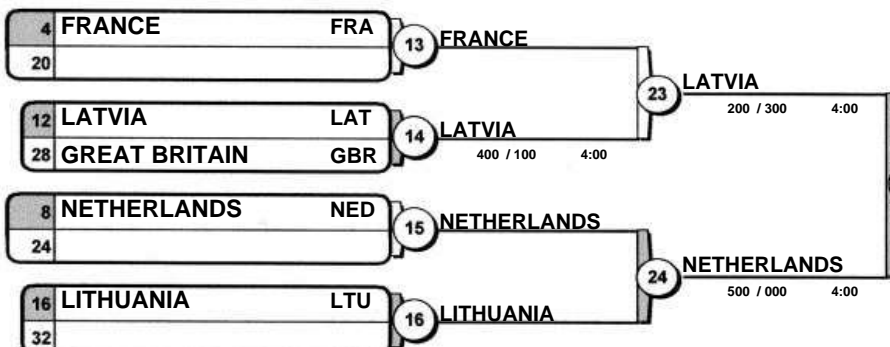 4 FRANCE FRA
20
13 FRANCE
12 LATVIA LAT
28 GREAT BRITAIN GBR
14 LATVIA
400 / 100 4:00
23 LATVIA
200 / 300 4:00
8 NETHERLANDS NED
24
15 NETHERLANDS
16 LITHUANIA LTU
32
16 LITHUANIA
24 NETHERLANDS
500 / 000 4:00